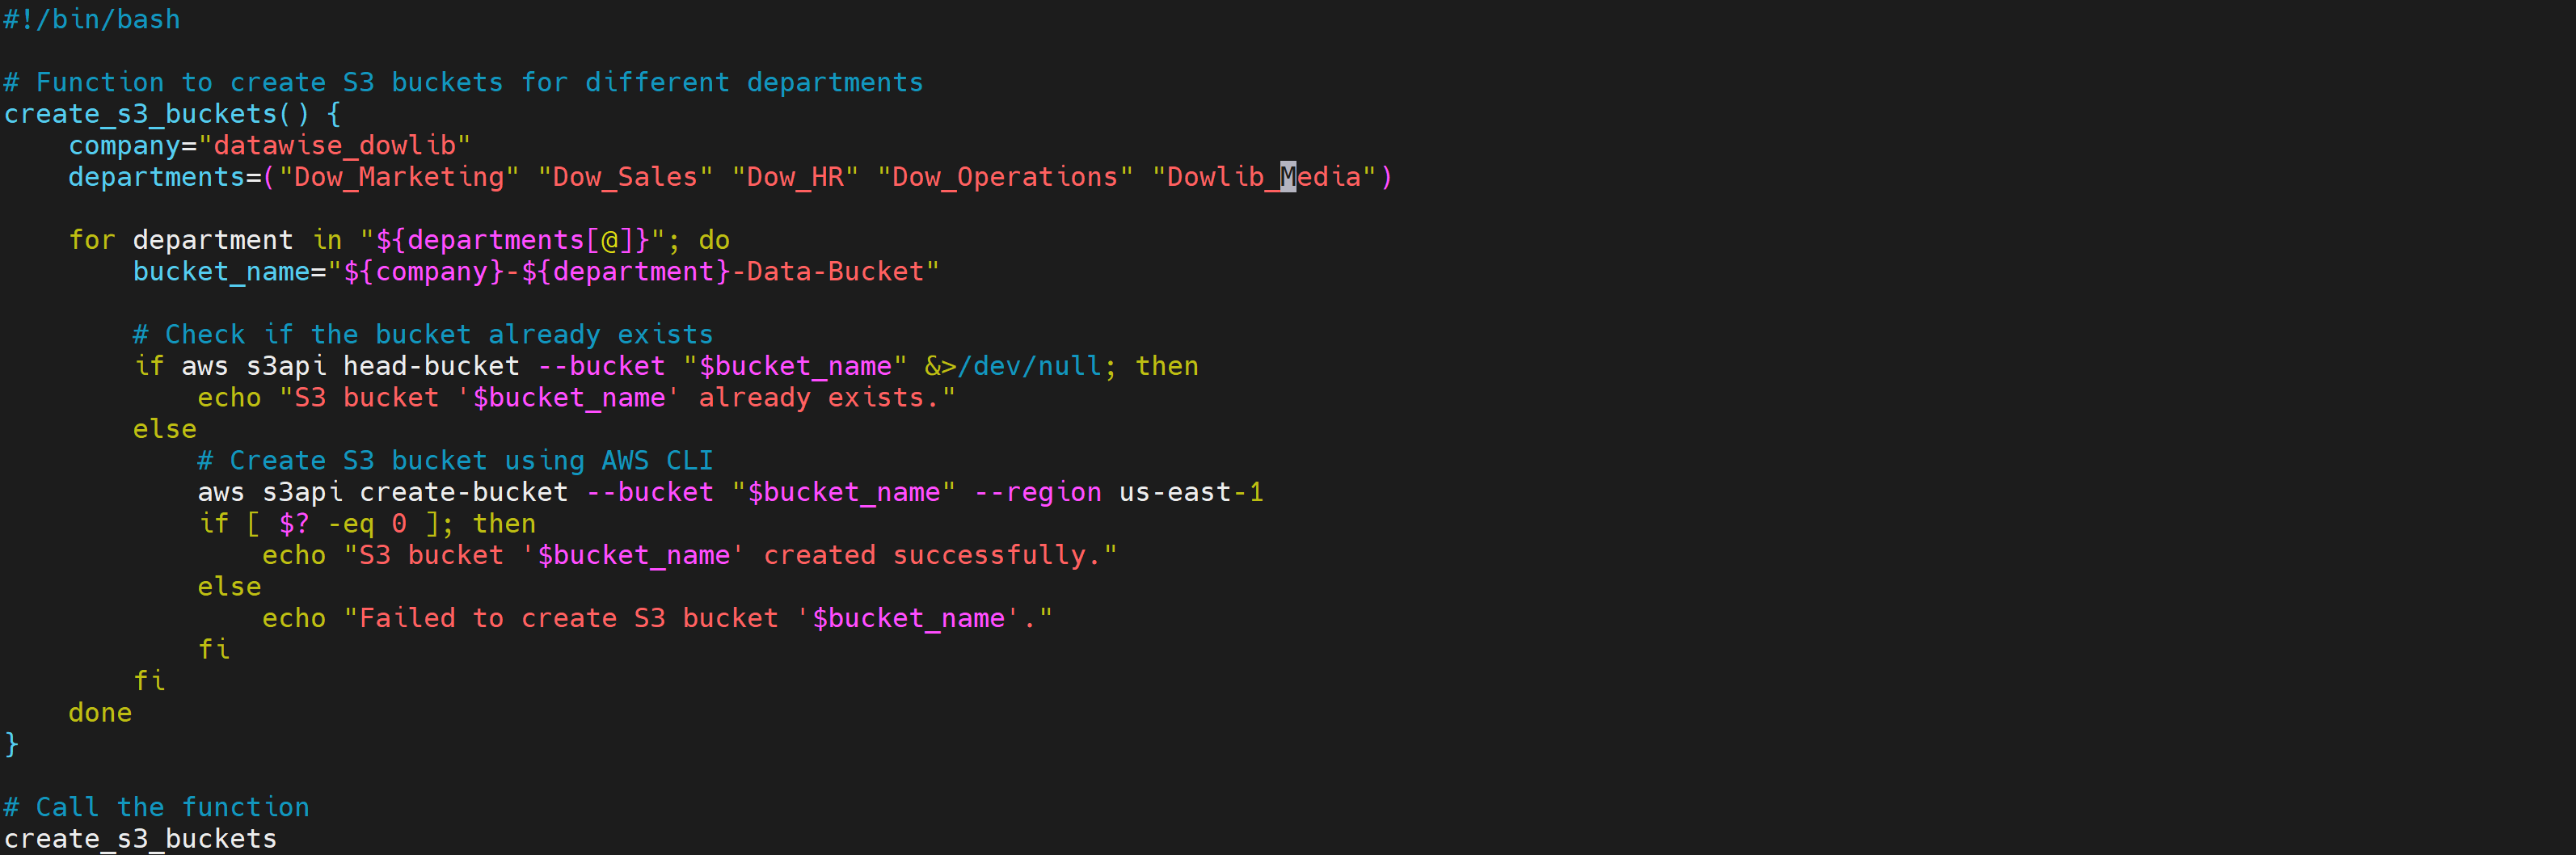 #!/bin/bash

# Function to create S3 buckets for different departments
create_s3_buckets() {
    company="datawise_dowlib"
    departments=("Dow_Marketing" "Dow_Sales" "Dow_HR" "Dow_Operations" "Dowlib_Media")

    for department in "${departments[@]}"; do
        bucket_name="${company}-${department}-Data-Bucket"

        # Check if the bucket already exists
        if aws s3api head-bucket --bucket "$bucket_name" &>/dev/null; then
            echo "S3 bucket '$bucket_name' already exists."
        else
            # Create S3 bucket using AWS CLI
            aws s3api create-bucket --bucket "$bucket_name" --region us-east-1
            if [ $? -eq 0 ]; then
                echo "S3 bucket '$bucket_name' created successfully."
            else
                echo "Failed to create S3 bucket '$bucket_name'."
            fi
        fi
    done
}

# Call the function
create_s3_buckets